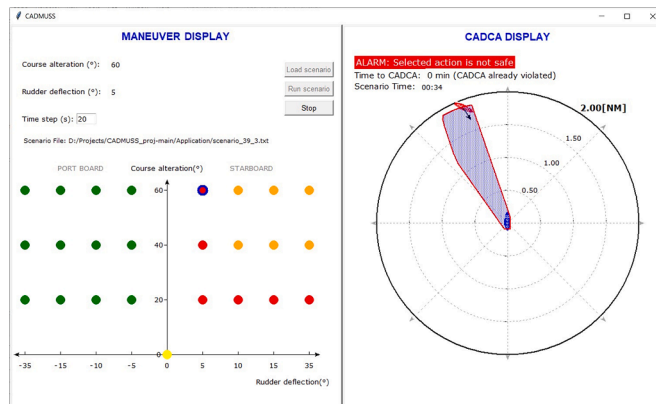 CADMUSS
MANEUVER DISPLAY
Course alteration (°): 60
Load scenario
Rudder deflection (°): 5
Run scenario
Time step (s): 20
Stop
Scenario File: D:/Projects/CADMUSS_proj-main/Application/scenario_39_3.txt
PORT BOARD
Course alteration(°)
STARBOARD
60
40
20
0
-35 -15 -10 -5 0 5 10 15 35
Rudder deflection(°)
CADCA DISPLAY
ALARM: Selected action is not safe
Time to CADCA: 0 min (CADCA already violated)
Scenario Time: 00:34
2.00[NM]
1.50
1.00
0.50